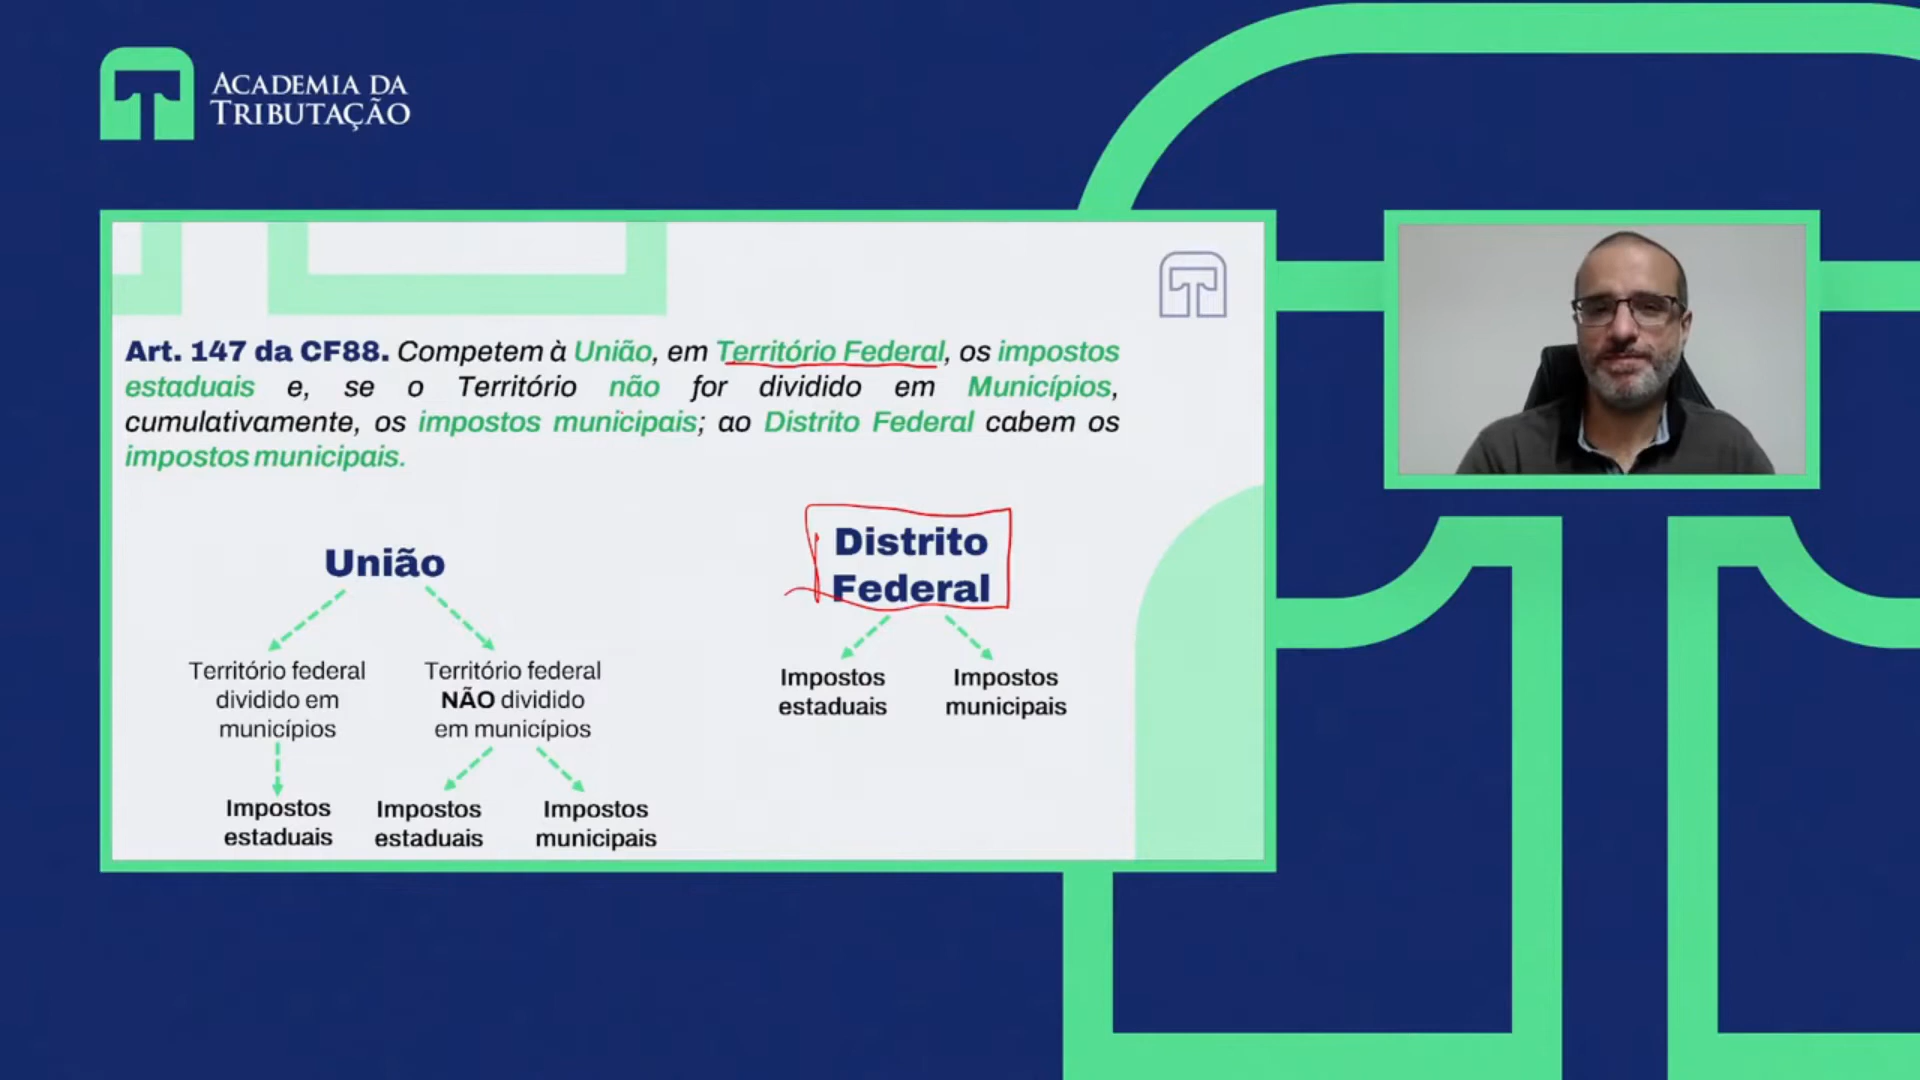 ACADEMIA DA
TRIBUTAÇÃO
Art. 147 da CF88. Competem à União, em Território Federal, os impostos
estaduais e, se o Território não for dividido em Municípios,
cumulativamente, os impostos municipais; ao Distrito Federal cabem os
impostos municipais.
União
Território federal
dividido em
municípios
Impostos
estaduais
Território federal
NÃO dividido
em municípios
Impostos
estaduais
Impostos
municipais
Distrito
Federal
Impostos
estaduais
Impostos
municipais